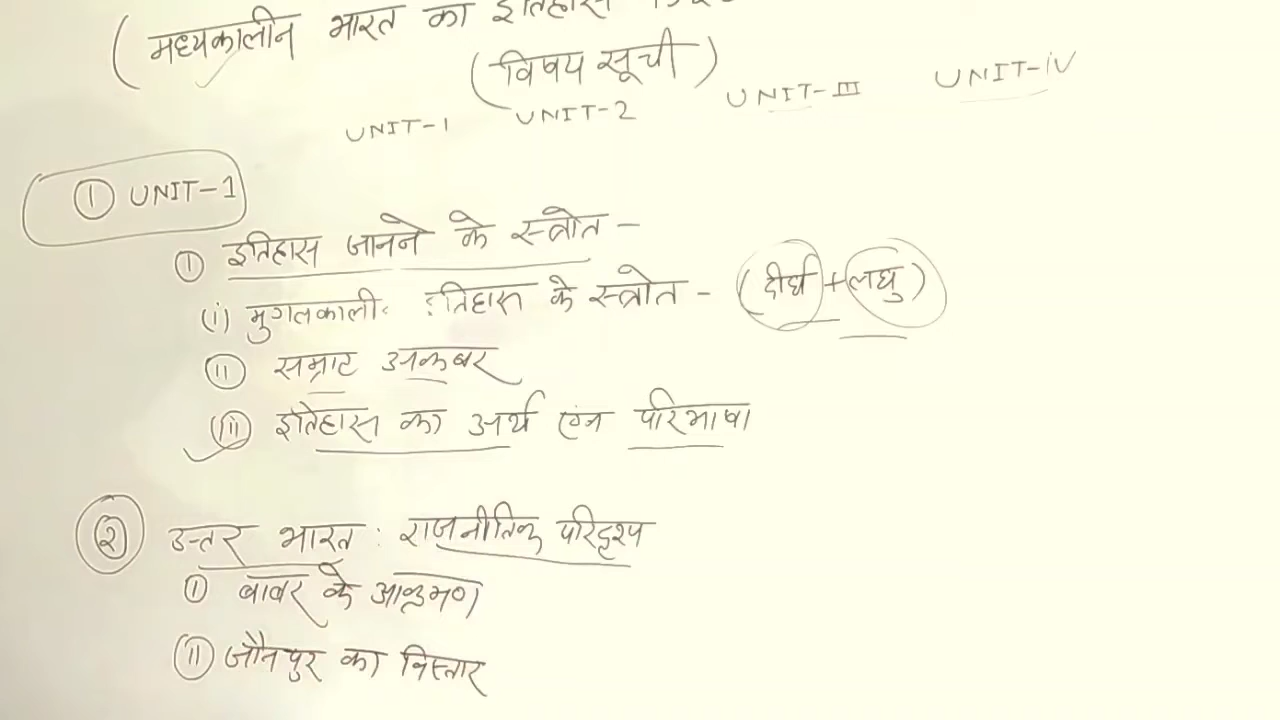 (मध्यकालीन भारत का इतिहास
(विषय सूची)
UNIT-1 UNIT-2 UNIT-III UNIT-IV
① UNIT-1
① इतिहास जानने के स्त्रोत -
(i) मुगलकाली इतिहास के स्त्रोत - (दीर्घ + लघु)
(ii) सम्राट अकबर
(iii) इतिहास का अर्थ एंव परिभाषा
② उत्तर भारत : राजनीतिक परिदृश्य
① बाबर के आक्रमण
(ii) जौनपुर का विस्तार